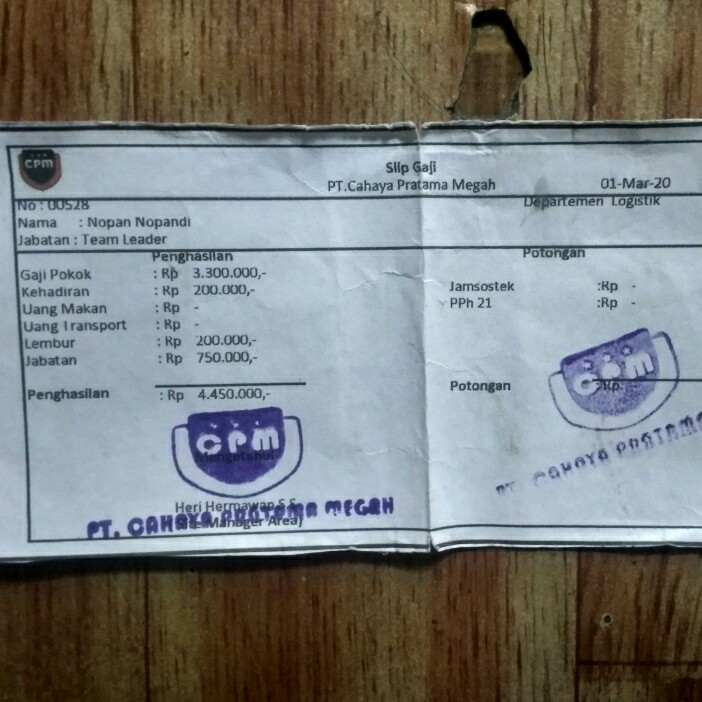 CPM
Slip Gaji
PT.Cahaya Pratama Megah 01-Mar-20
No : 00528 Departemen Logistik
Nama : Nopan Nopandi
Jabatan : Team Leader
Penghasilan Potongan
Gaji Pokok : Rp 3.300.000,-
Kehadiran : Rp 200.000,- Jamsostek :Rp -
Uang Makan : Rp - PPh 21 :Rp -
Uang Transport : Rp -
Lembur : Rp 200.000,-
Jabatan : Rp 750.000,-
Penghasilan : Rp 4.450.000,- Potongan :Rp -
CPM CPM
Mengetahui
Heri Hermawan S.S
PT. CAHAYA PRATAMA MEGAH PT. CAHAYA PRATAMA
Manager Area)